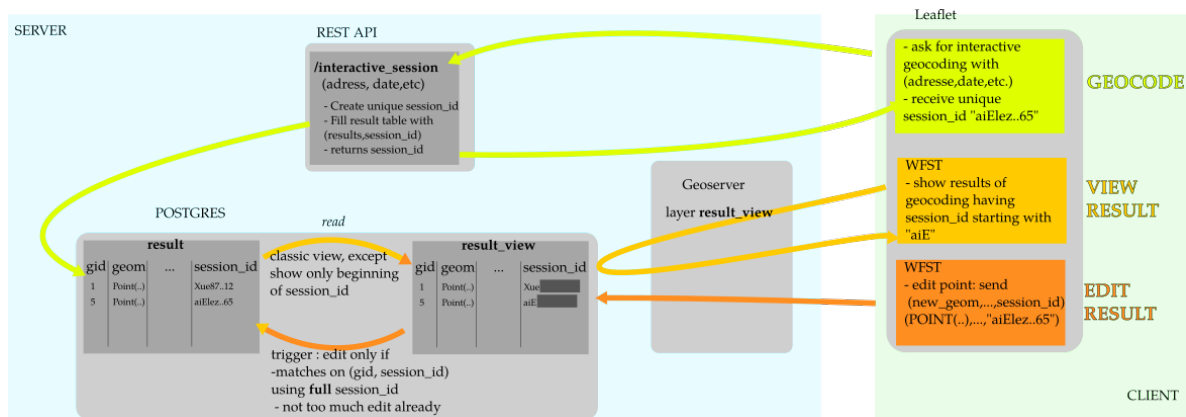 SERVER
REST API
/interactive_session
(adress, date,etc)
- Create unique session_id
- Fill result table with
(results,session_id)
- returns session_id
POSTGRES
read
result
gid geom ... session_id
1 Point(..) Xue87..12
5 Point(..) aiElez..65
classic view, except
show only beginning
of session_id
result_view
gid geom ... session_id
1 Point(..) Xue
5 Point(..) aiE
trigger : edit only if
-matches on (gid, session_id)
using full session_id
- not too much edit already
Geoserver
layer result_view
Leaflet
- ask for interactive
geocoding with
(adresse,date,etc.)
- receive unique
session_id "aiElez..65"
GEOCODE
WFST
- show results of
geocoding having
session_id starting with
"aiE"
VIEW
RESULT
WFST
- edit point: send
(new_geom,...,session_id)
(POINT(..),...,"aiElez..65")
EDIT
RESULT
CLIENT